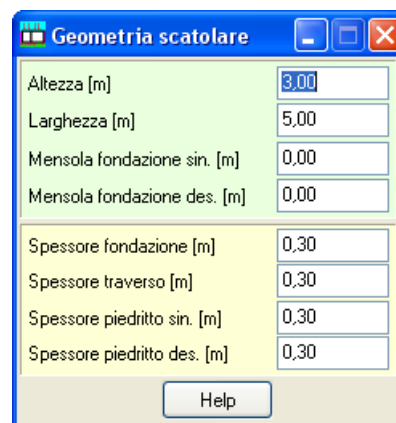 Geometria scatolare
Altezza [m] 3,00
Larghezza [m] 5,00
Mensola fondazione sin. [m] 0,00
Mensola fondazione des. [m] 0,00
Spessore fondazione [m] 0,30
Spessore traverso [m] 0,30
Spessore piedritto sin. [m] 0,30
Spessore piedritto des. [m] 0,30
Help